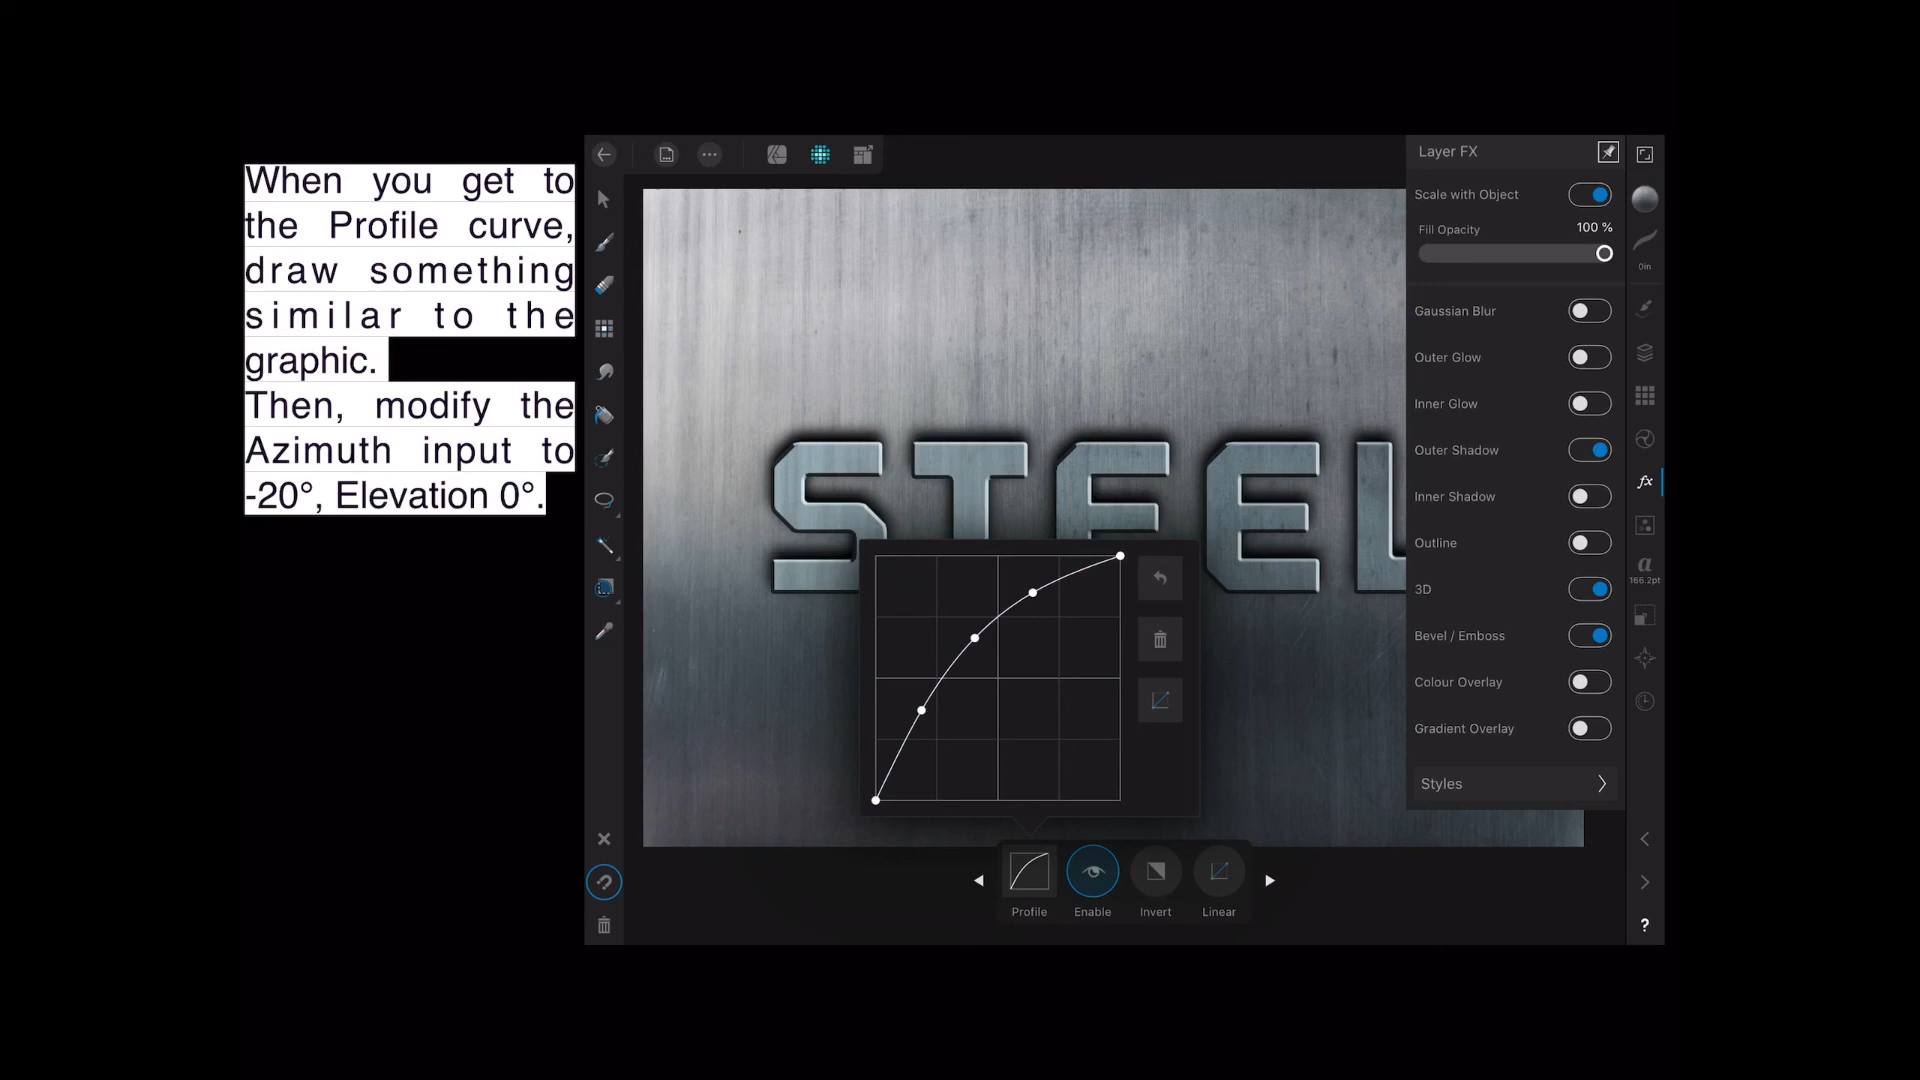 When you get to
the Profile curve,
draw something
similar to the
graphic.
Then, modify the
Azimuth input to
-20°, Elevation 0°.
Layer FX
Scale with Object
Fill Opacity 100 %
0in
Gaussian Blur
Outer Glow
Inner Glow
STEEL
Outer Shadow
fx
Inner Shadow
Outline
a
166.2pt
3D
Bevel / Emboss
Colour Overlay
Gradient Overlay
Styles
Profile Enable Invert Linear
?